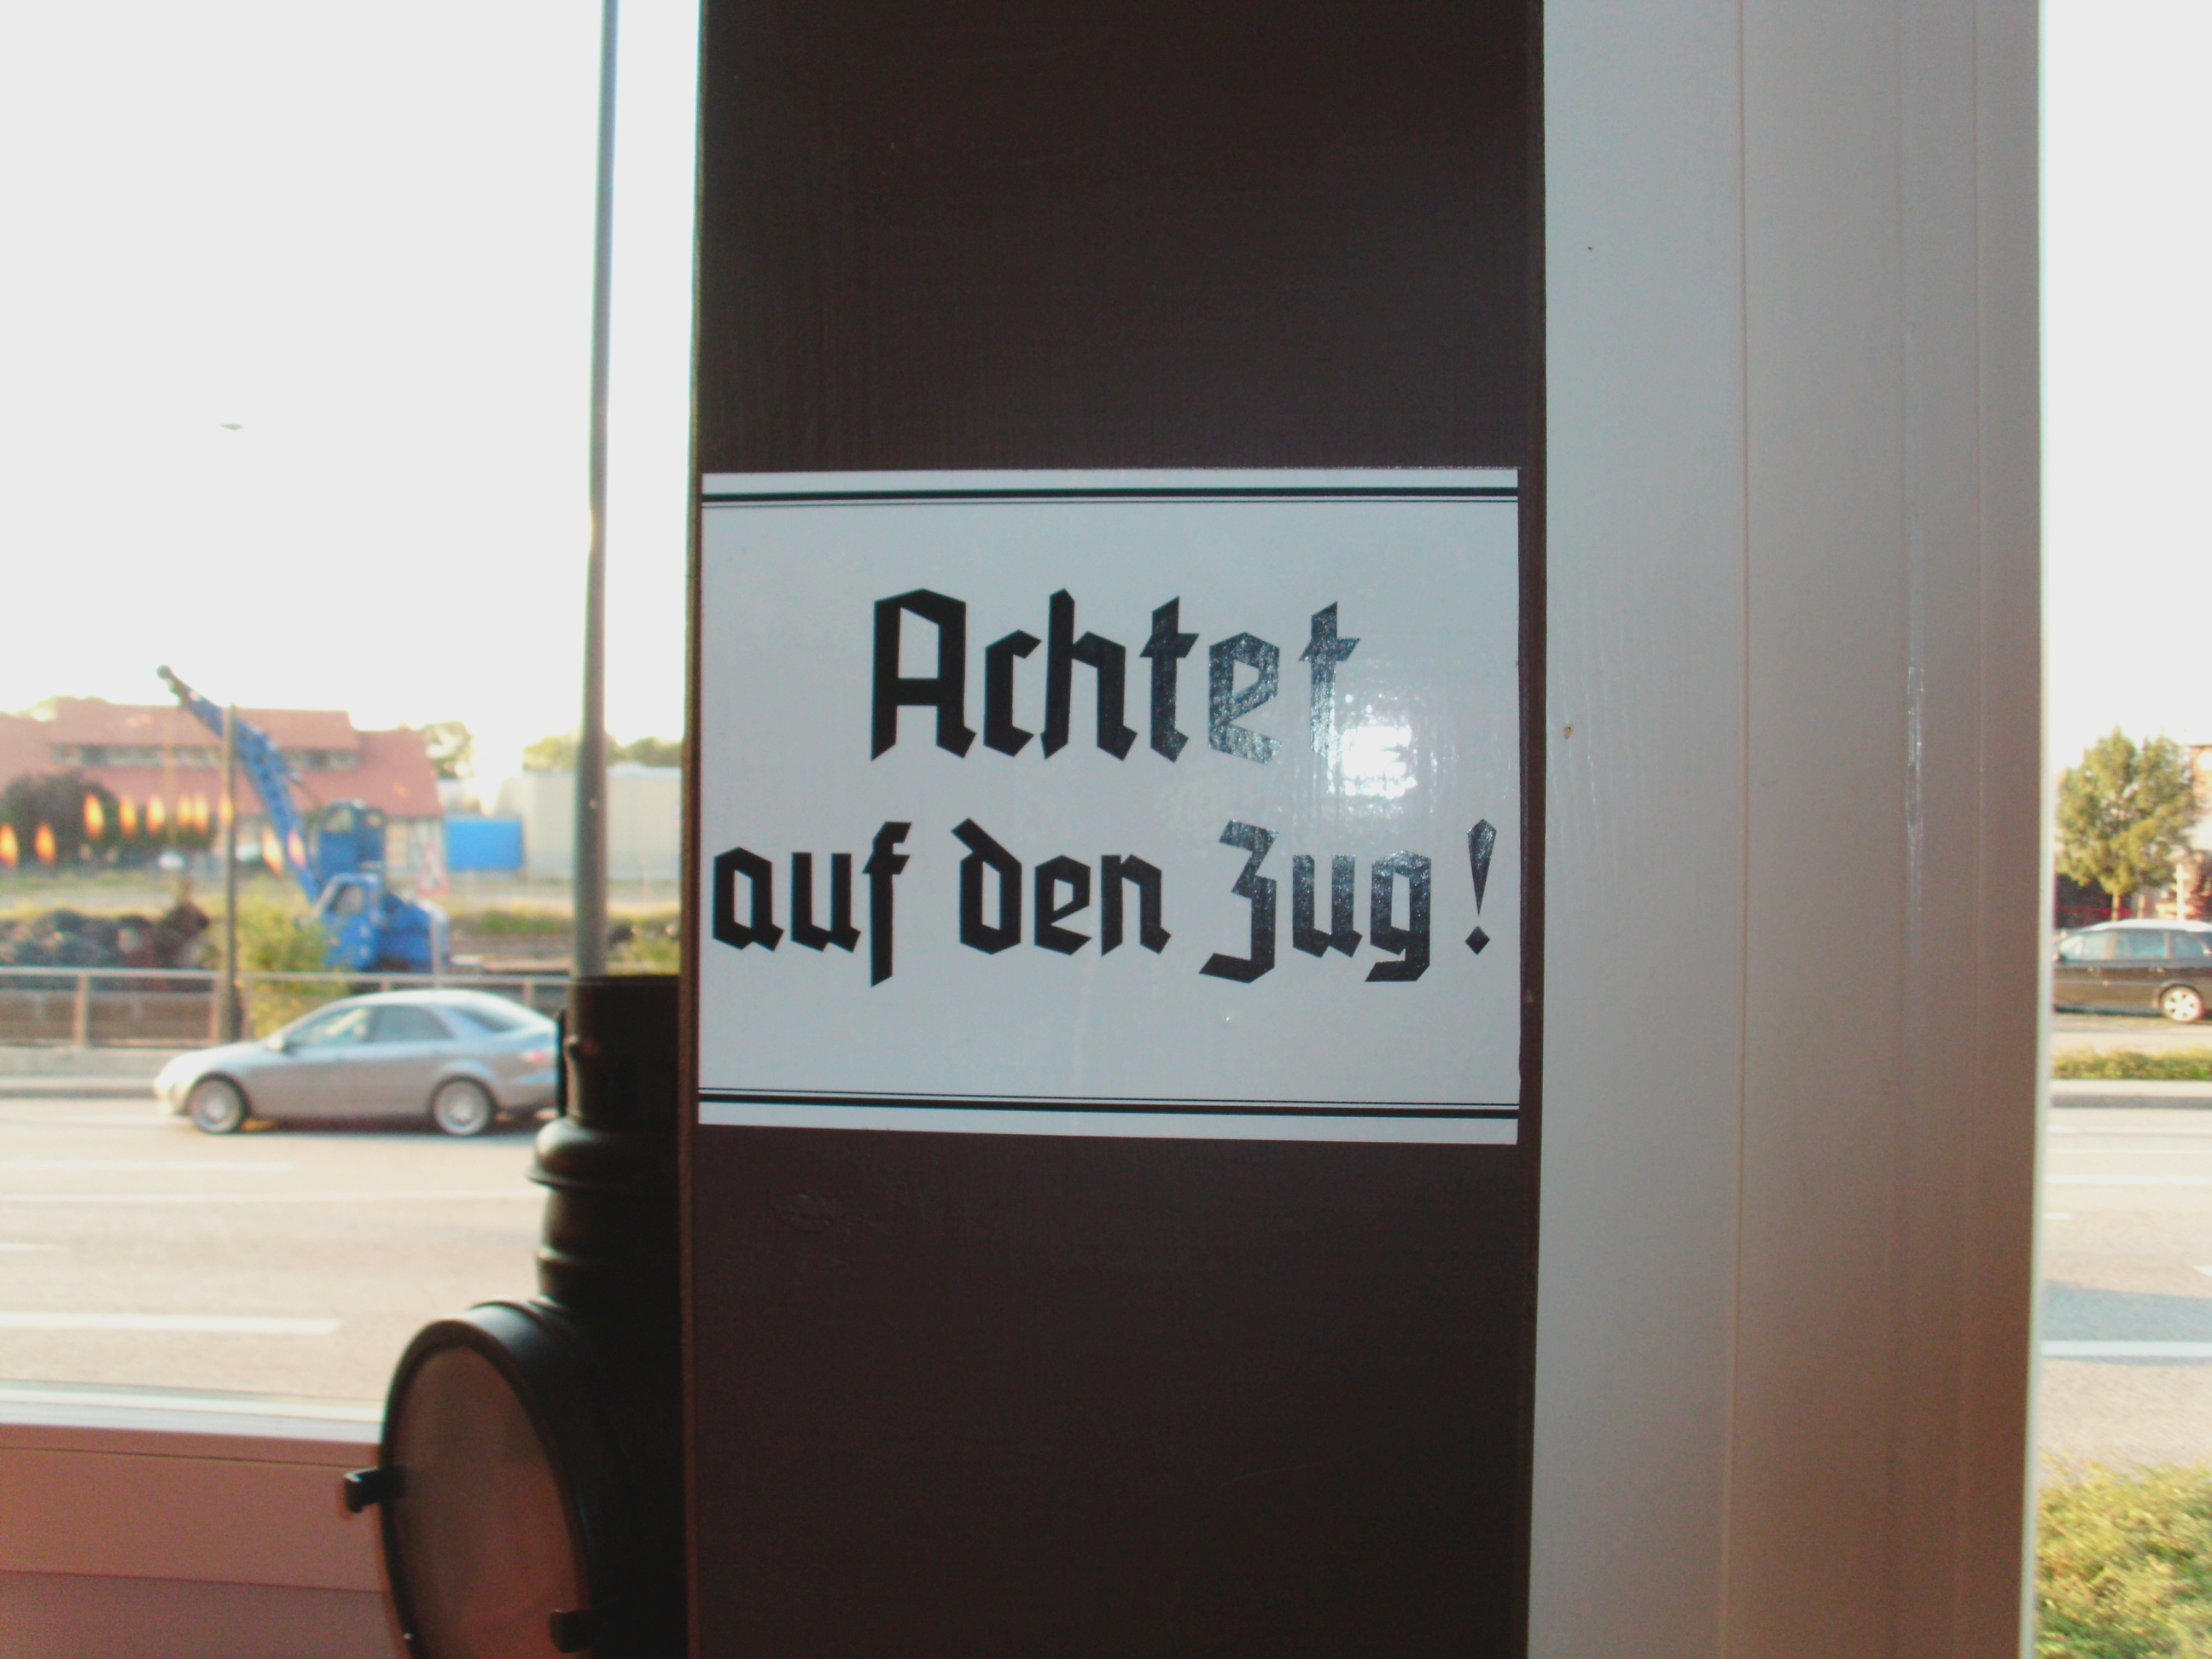 Achtet
auf den Zug!